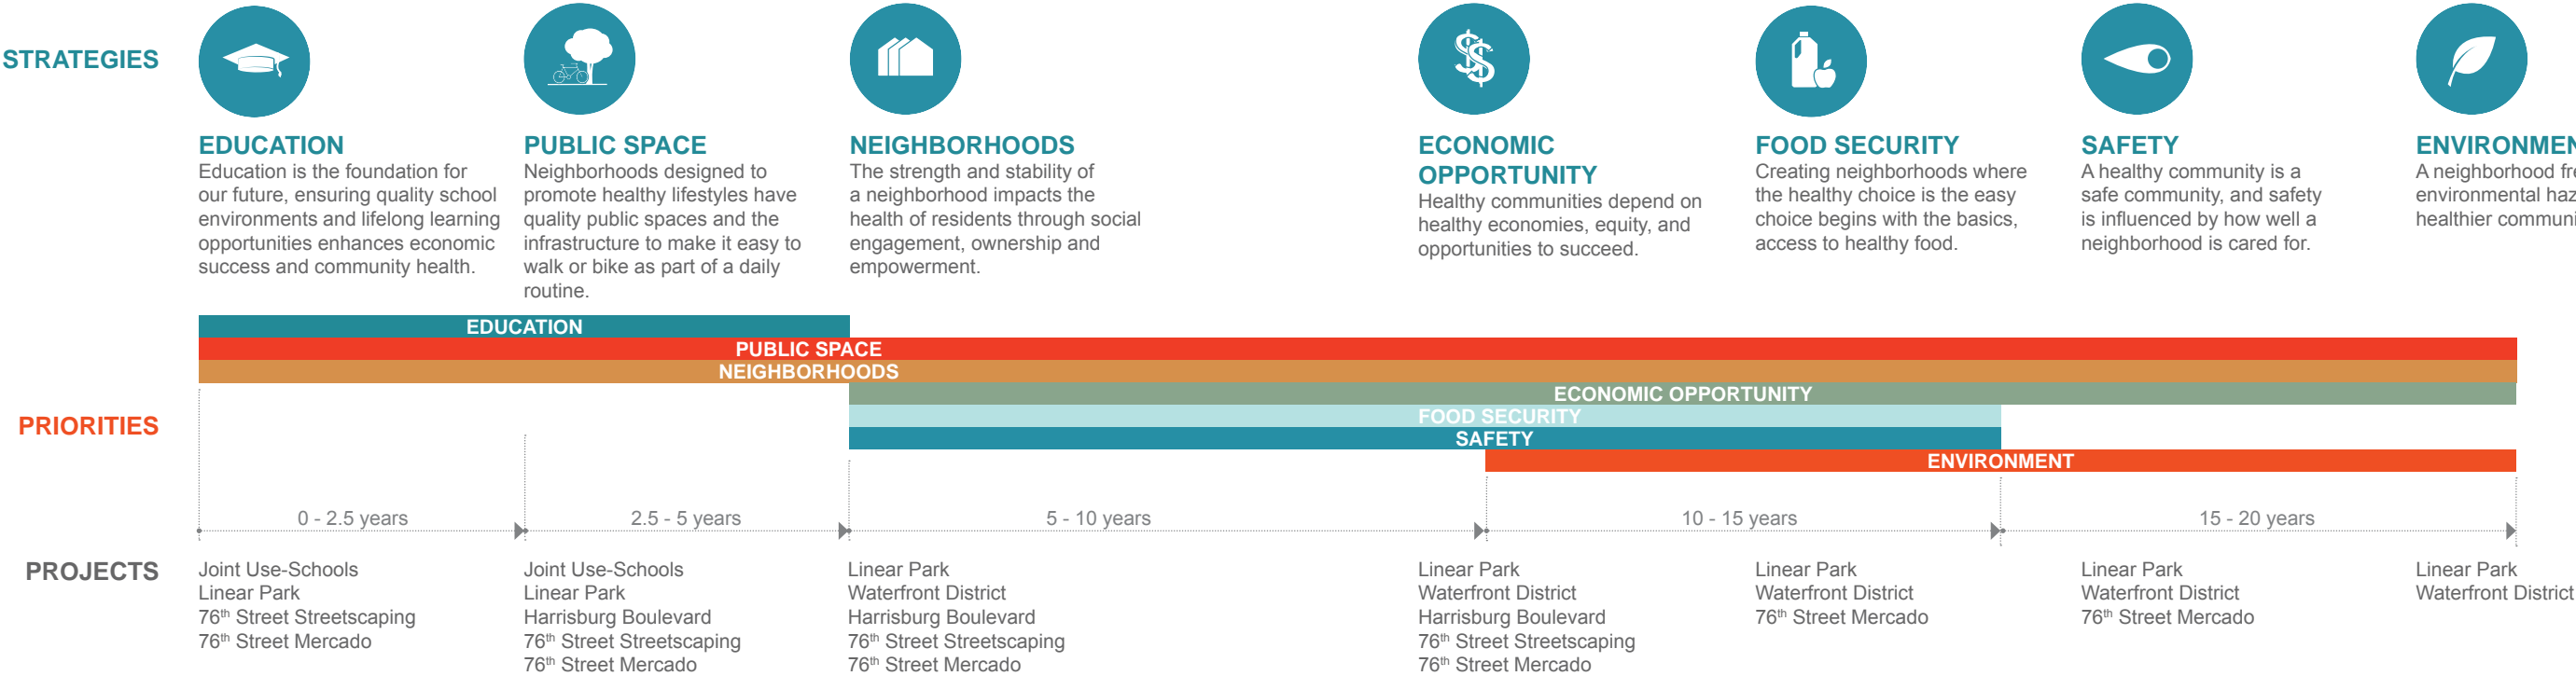 STRATEGIES
EDUCATION
Education is the foundation for
our future, ensuring quality school
environments and lifelong learning
opportunities enhances economic
success and community health.
PUBLIC SPACE
Neighborhoods designed to
promote healthy lifestyles have
quality public spaces and the
infrastructure to make it easy to
walk or bike as part of a daily
routine.
NEIGHBORHOODS
The strength and stability of
a neighborhood impacts the
health of residents through social
engagement, ownership and
empowerment.
ECONOMIC
OPPORTUNITY
Healthy communities depend on
healthy economies, equity, and
opportunities to succeed.
FOOD SECURITY
Creating neighborhoods where
the healthy choice is the easy
choice begins with the basics,
access to healthy food.
SAFETY
A healthy community is a
safe community, and safety
is influenced by how well a
neighborhood is cared for.
A neighborhood
environmental
healthier
PRIORITIES
EDUCATION
PUBLIC SPACE
NEIGHBORHOODS
ECONOMIC OPPORTUNITY
FOOD SECURITY
SAFETY
ENVIRONMENT
0 - 2.5 years
2.5 - 5 years
5 - 10 years
10 - 15 years
15 - 20 years
PROJECTS
Joint Use-Schools
Linear Park
76th Street Streetscaping
76th Street Mercado
Joint Use-Schools
Linear Park
Harrisburg Boulevard
76th Street Streetscaping
76th Street Mercado
Linear Park
Waterfront District
Harrisburg Boulevard
76th Street Streetscaping
76th Street Mercado
Linear Park
Waterfront District
Harrisburg Boulevard
76th Street Streetscaping
76th Street Mercado
Linear Park
Waterfront District
76th Street Mercado
Linear Park
Waterfront District
76th Street Mercado
Linear Park
Waterfront District